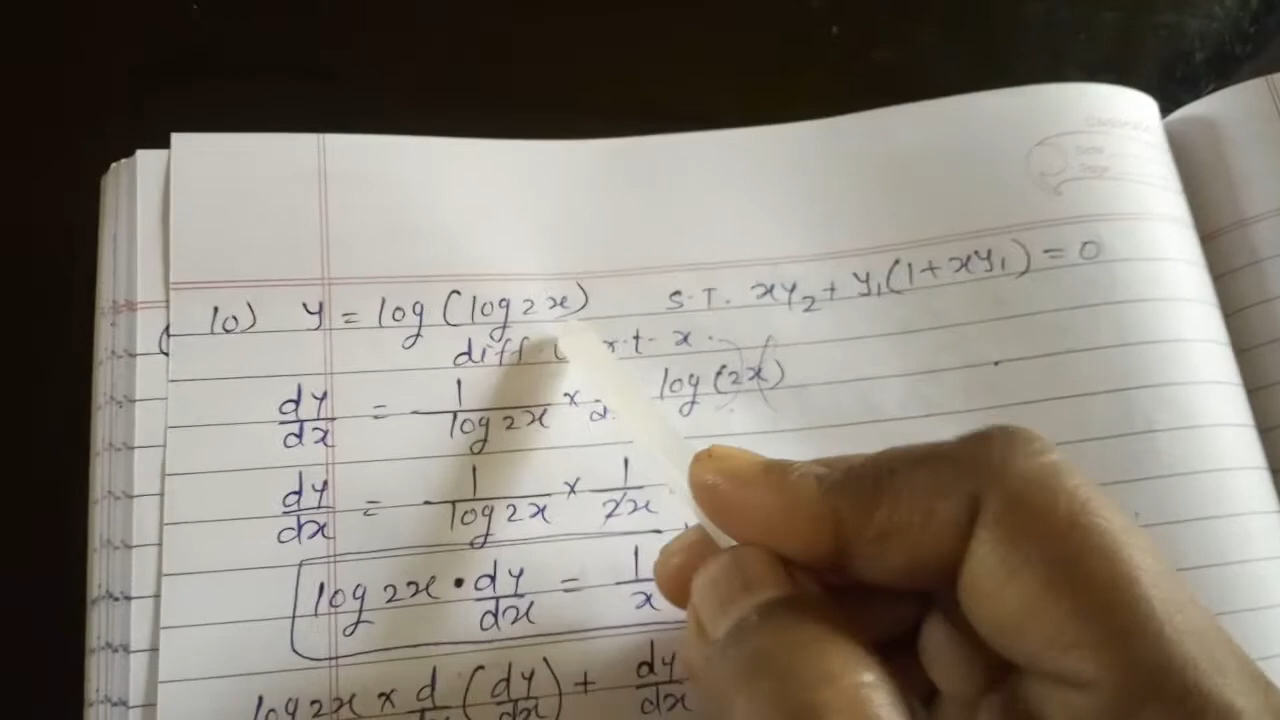 10) y = log (log 2x) S.T. xy₂ + y₁(1+xy₁) = 0
diff r.t. x.
dy/dx = 1/log 2x × log (2x)
dy/dx = 1/log 2x × 1/2x
log 2x • dy/dx = 1/x
log 2x × d (dy/dx) + dy/dx